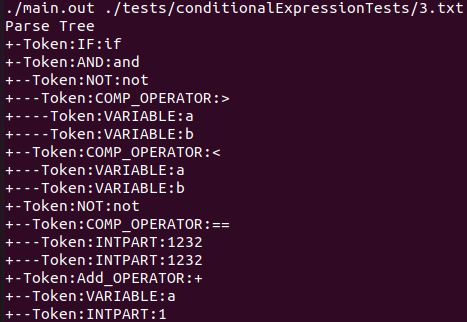 ./main.out ./tests/conditionalExpressionTests/3.txt
Parse Tree
+-Token:IF:if
+-Token:AND:and
+--Token:NOT:not
+---Token:COMP_OPERATOR:>
+----Token:VARIABLE:a
+----Token:VARIABLE:b
+--Token:COMP_OPERATOR:<
+---Token:VARIABLE:a
+---Token:VARIABLE:b
+-Token:NOT:not
+--Token:COMP_OPERATOR:==
+---Token:INTPART:1232
+---Token:INTPART:1232
+-Token:Add_OPERATOR:+
+--Token:VARIABLE:a
+--Token:INTPART:1